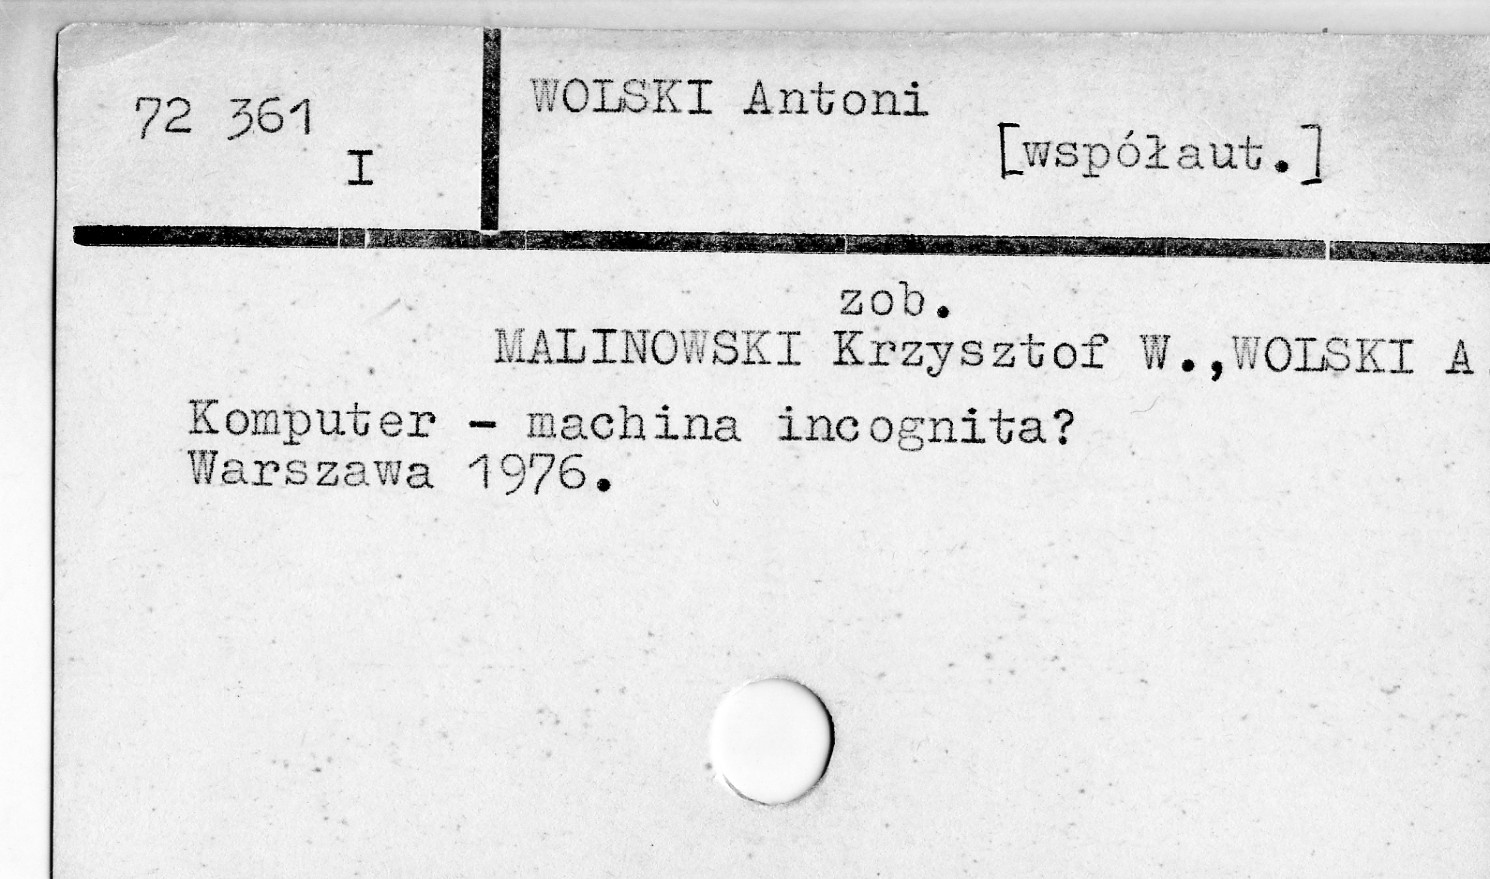 72 361
I
WOLSKI Antoni
[współaut.]
zob.
MALINOWSKI Krzysztof W.,WOLSKI A.
Komputer - machina incognita?
Warszawa 1976.